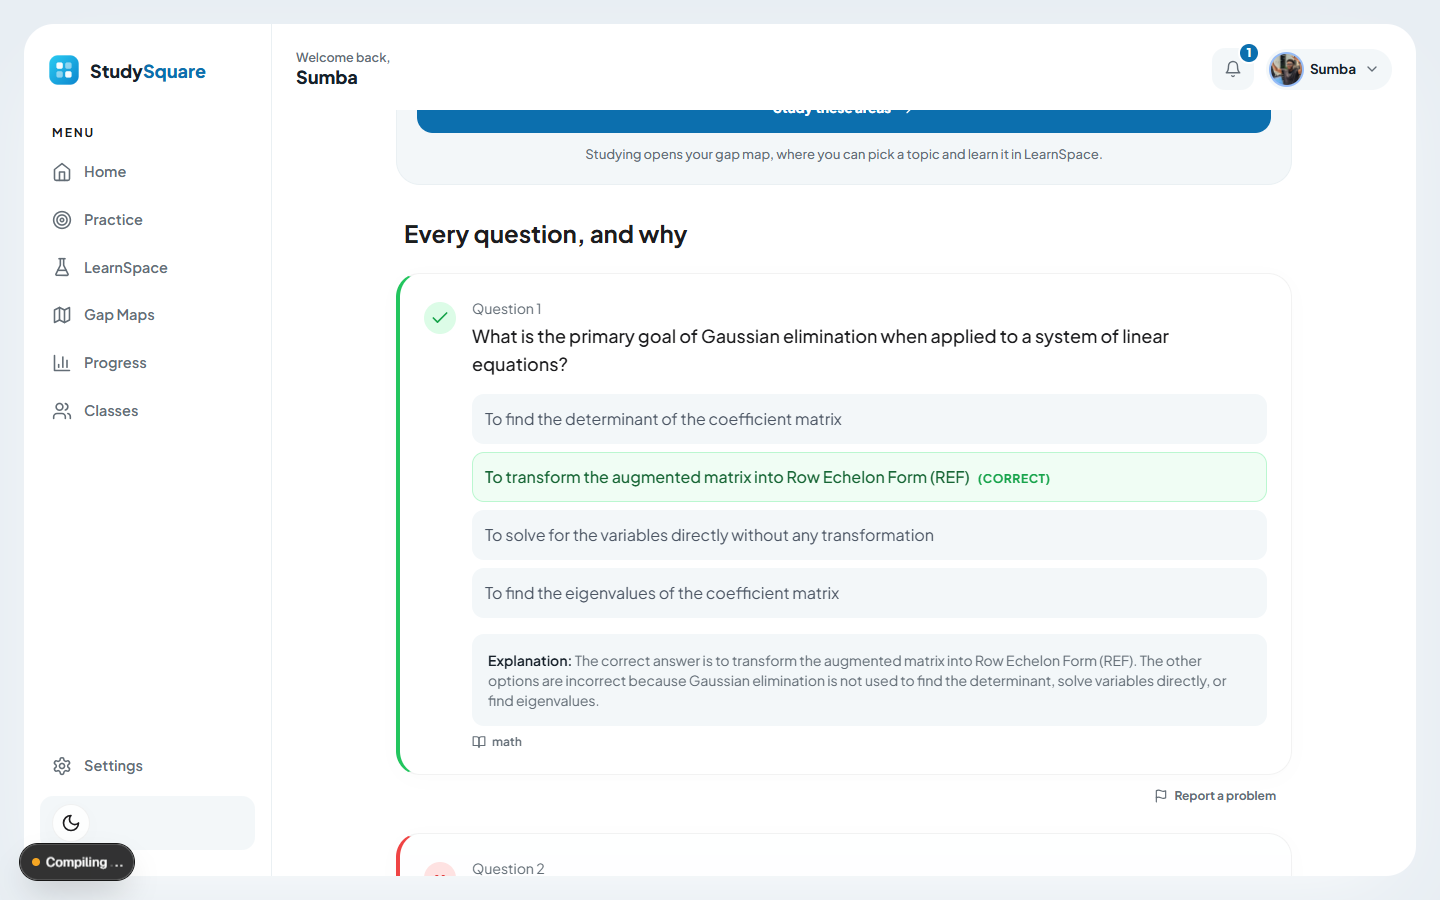 StudySquare
MENU
Home
Practice
LearnSpace
Gap Maps
Progress
Classes
Settings
Compiling ...
Welcome back,
Sumba
1
Sumba
Study these areas
Studying opens your gap map, where you can pick a topic and learn it in LearnSpace.
Every question, and why
Question 1
What is the primary goal of Gaussian elimination when applied to a system of linear
equations?
To find the determinant of the coefficient matrix
To transform the augmented matrix into Row Echelon Form (REF) (CORRECT)
To solve for the variables directly without any transformation
To find the eigenvalues of the coefficient matrix
Explanation: The correct answer is to transform the augmented matrix into Row Echelon Form (REF). The other
options are incorrect because Gaussian elimination is not used to find the determinant, solve variables directly, or
find eigenvalues.
math
Report a problem
Question 2